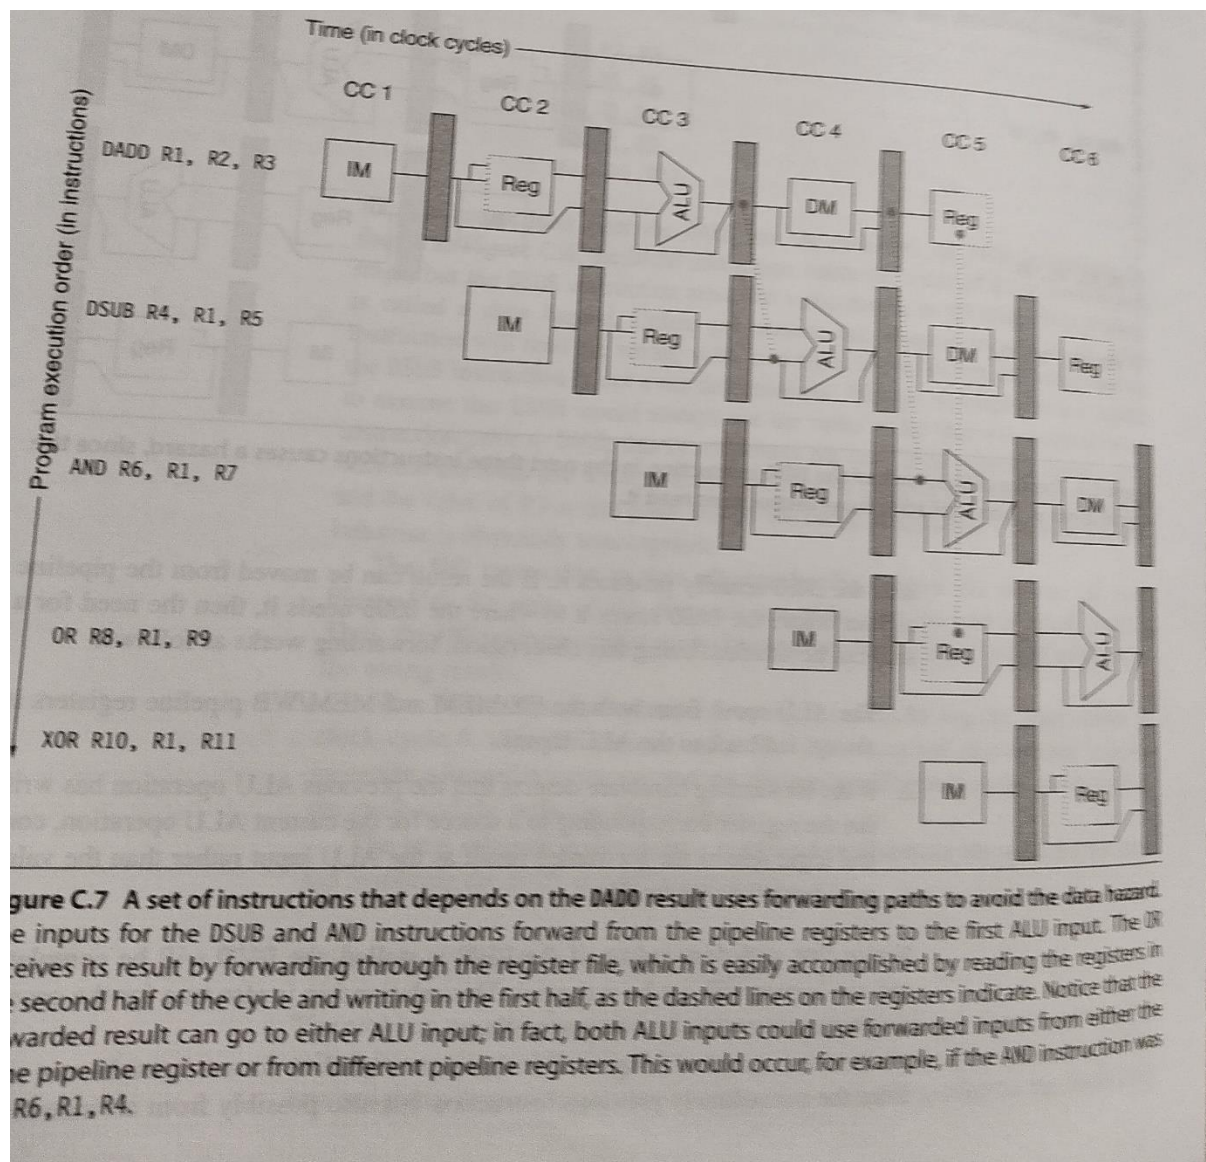 Time (in clock cycles)
CC 1 CC 2 CC 3 CC 4 CC 5 CC 6
Program execution order (in instructions)
DADD R1, R2, R3
IM Reg ALU DM Reg
DSUB R4, R1, R5
IM Reg ALU DM Reg
AND R6, R1, R7
IM Reg ALU DM
OR R8, R1, R9
IM Reg ALU
XOR R10, R1, R11
IM Reg
gure C.7 A set of instructions that depends on the DADD result uses forwarding paths to avoid the data hazard.
e inputs for the DSUB and AND instructions forward from the pipeline registers to the first ALU input. The OR
eives its result by forwarding through the register file, which is easily accomplished by reading the registers in
second half of the cycle and writing in the first half, as the dashed lines on the registers indicate. Notice that the
warded result can go to either ALU input; in fact, both ALU inputs could use forwarded inputs from either the
e pipeline register or from different pipeline registers. This would occur, for example, if the AND instruction was
R6,R1,R4.